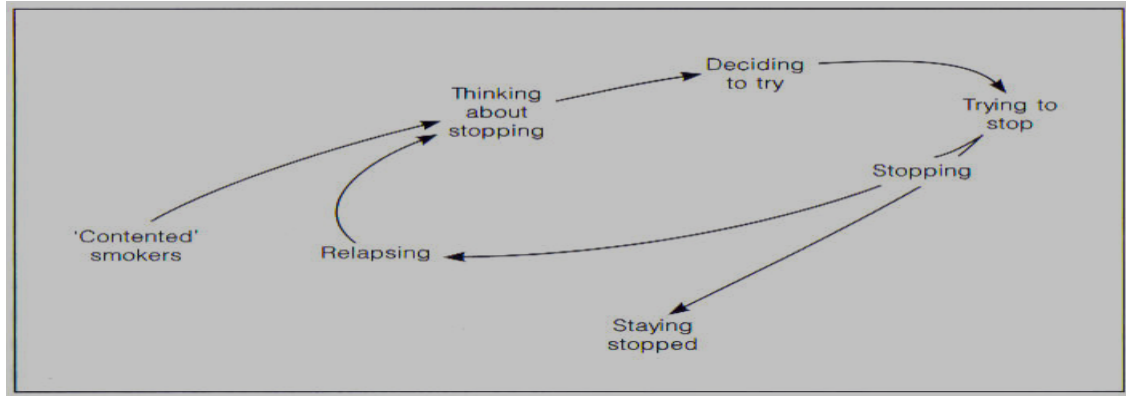 Deciding
to try
Thinking
about
stopping
Trying to
stop
Stopping
'Contented'
smokers
Relapsing
Staying
stopped